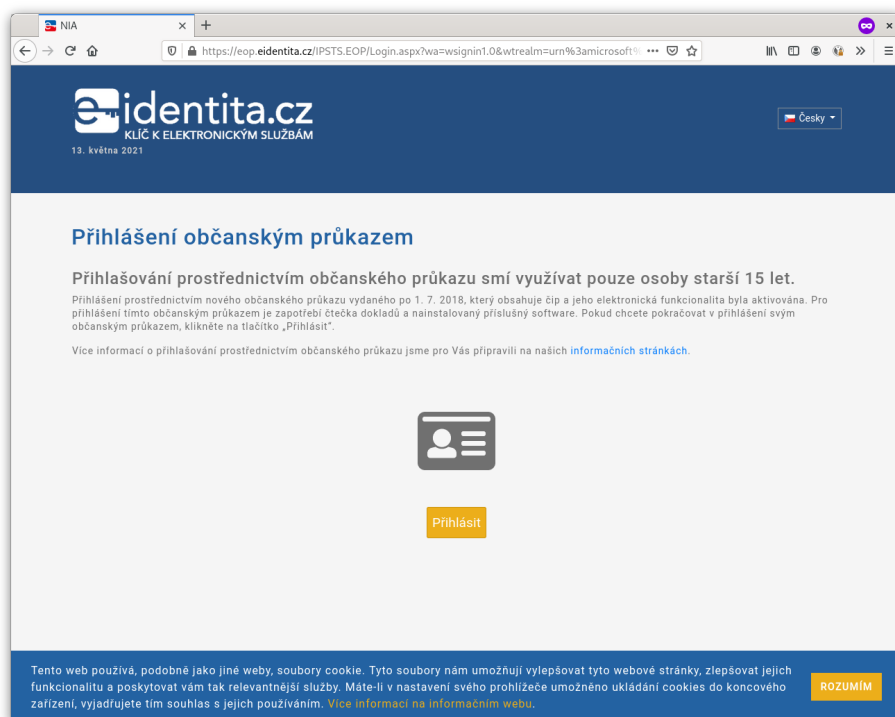 NIA
https://eop.eidentita.cz/IPSTS.EOP/Login.aspx?wa=wsignin1.0&wtrealm=urn%3amicrosoft%
e-identita.cz
KLÍČ K ELEKTRONICKÝM SLUŽBÁM
13. května 2021
Česky
Přihlášení občanským průkazem
Přihlašování prostřednictvím občanského průkazu smí využívat pouze osoby starší 15 let.
Přihlášení prostřednictvím nového občanského průkazu vydaného po 1. 7. 2018, který obsahuje čip a jeho elektronická funkcionalita byla aktivována. Pro
přihlášení tímto občanským průkazem je zapotřebí čtečka dokladů a nainstalovaný příslušný software. Pokud chcete pokračovat v přihlášení svým
občanským průkazem, klikněte na tlačítko „Přihlásit“.
Více informací o přihlašování prostřednictvím občanského průkazu jsme pro Vás připravili na našich informačních stránkách.
Přihlásit
Tento web používá, podobně jako jiné weby, soubory cookie. Tyto soubory nám umožňují vylepšovat tyto webové stránky, zlepšovat jejich
funkcionalitu a poskytovat vám tak relevantnější služby. Máte-li v nastavení svého prohlížeče umožněno ukládání cookies do koncového
zařízení, vyjadřujete tím souhlas s jejich používáním. Více informací na informačním webu.
ROZUMÍM